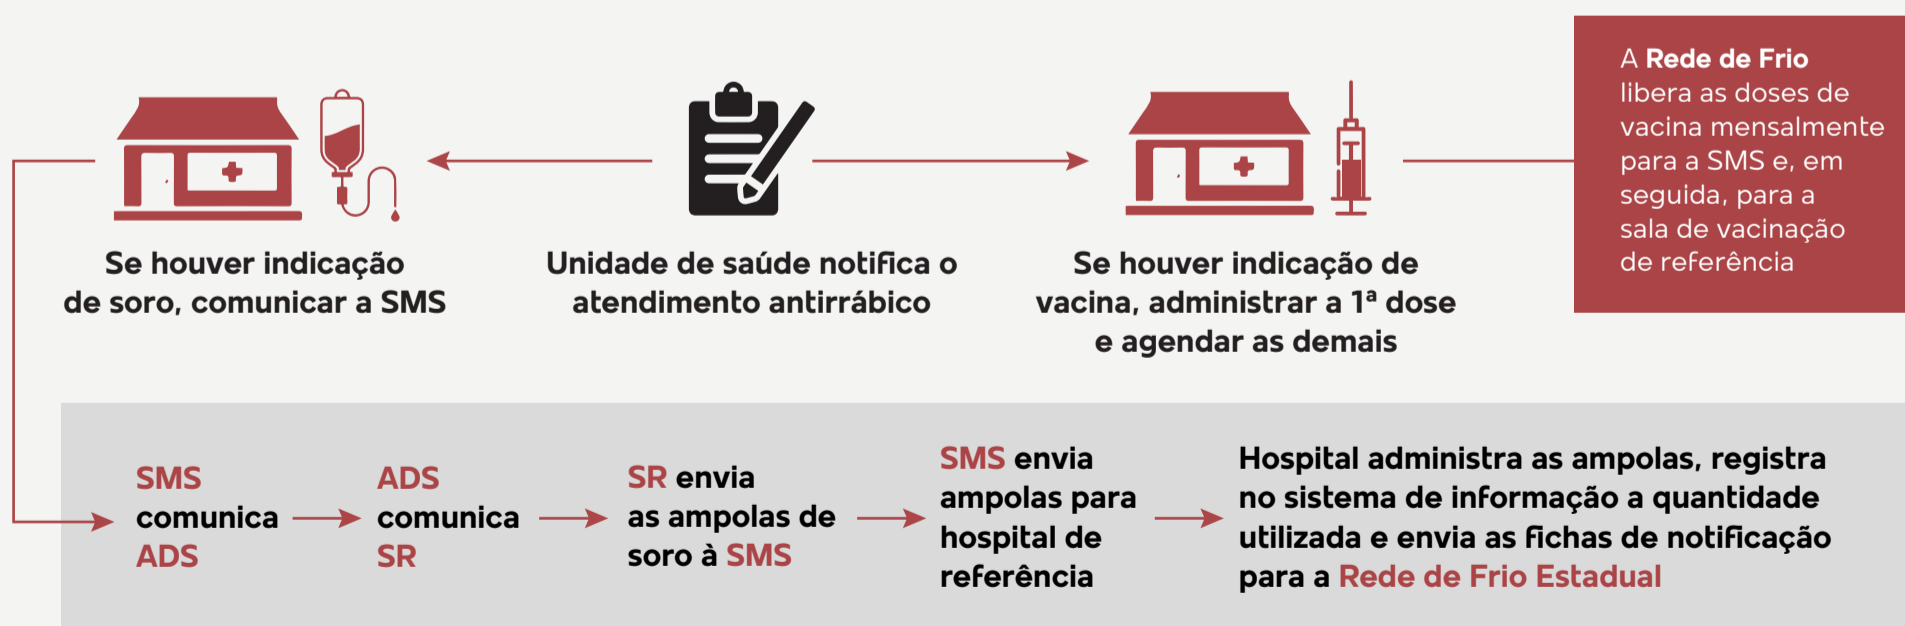 A Rede de Frio
libera as doses de
vacina mensalmente
para a SMS e, em
seguida, para a
sala de vacinação
de referência
Se houver indicação
de soro, comunicar a SMS
Unidade de saúde notifica o
atendimento antirrábico
Se houver indicação de
vacina, administrar a 1ª dose
e agendar as demais
SMS
comunica
ADS
ADS
comunica
SR
SR envia
as ampolas de
soro à SMS
SMS envia
ampolas para
hospital de
referência
Hospital administra as ampolas, registra
no sistema de informação a quantidade
utilizada e envia as fichas de notificação
para a Rede de Frio Estadual